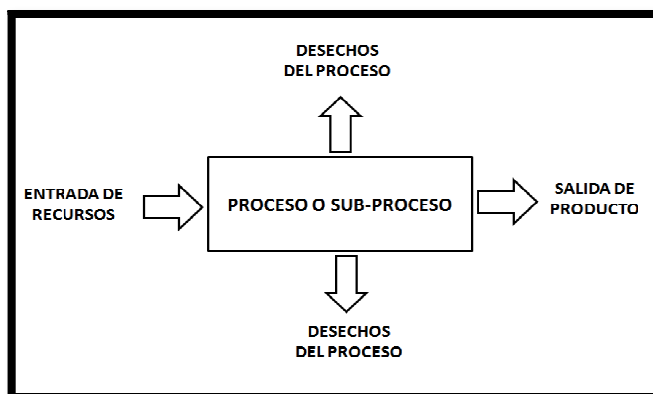 DESECHOS
DEL PROCESO
ENTRADA DE
RECURSOS
PROCESO O SUB-PROCESO
SALIDA DE
PRODUCTO
DESECHOS
DEL PROCESO